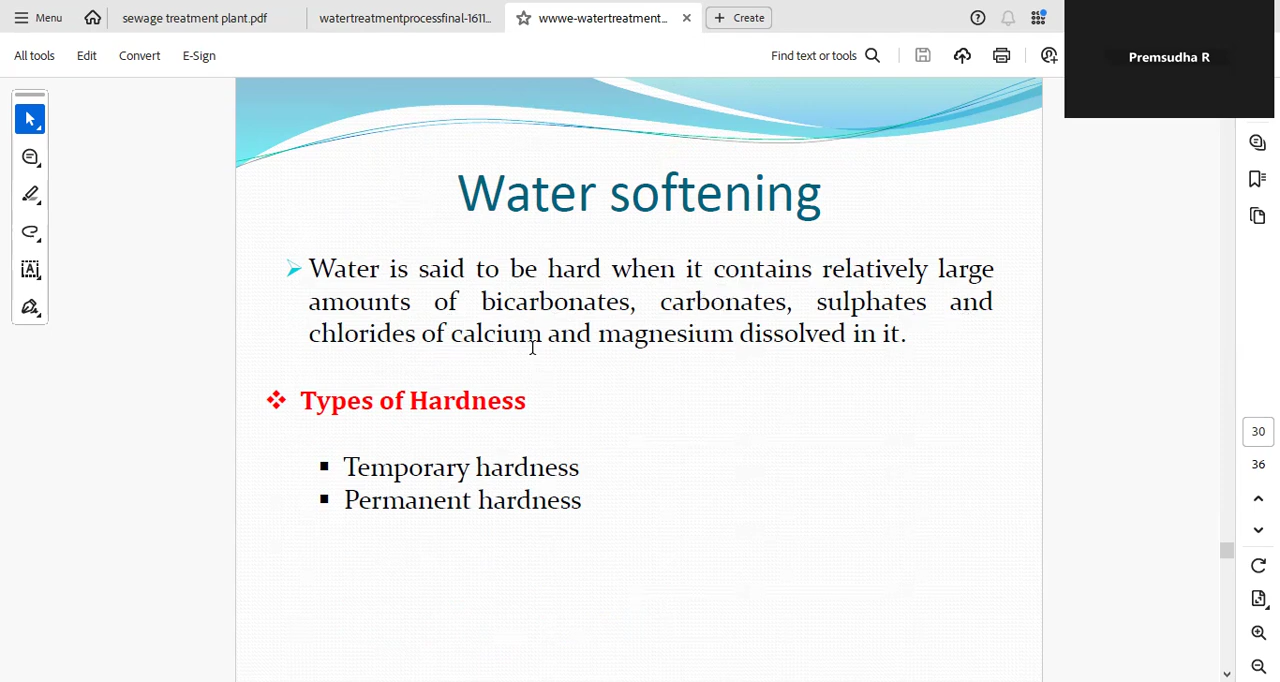 Menu
sewage treatment plant.pdf
watertreatmentprocessfinal-1611...
wwwe-watertreatment...
Create
All tools
Edit
Convert
E-Sign
Find text or tools
Premsudha R
Water softening
Water is said to be hard when it contains relatively large
amounts of bicarbonates, carbonates, sulphates and
chlorides of calcium and magnesium dissolved in it.
Types of Hardness
Temporary hardness
Permanent hardness
30
36